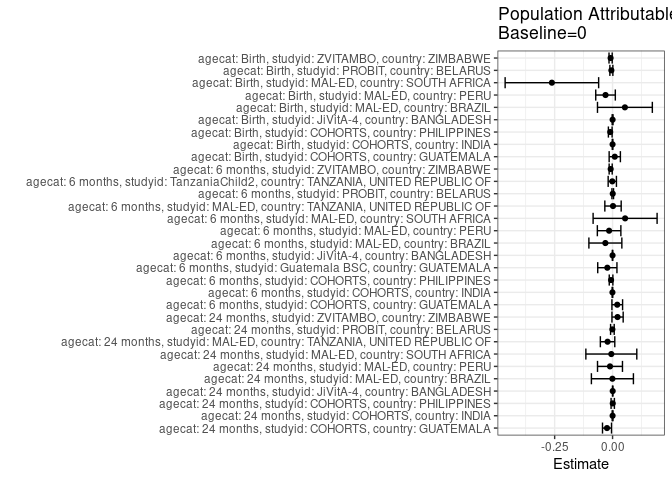 Population Attributable
Baseline=0
agecat: Birth, studyid: ZVITAMBO, country: ZIMBABWE
agecat: Birth, studyid: PROBIT, country: BELARUS
agecat: Birth, studyid: MAL-ED, country: SOUTH AFRICA
agecat: Birth, studyid: MAL-ED, country: PERU
agecat: Birth, studyid: MAL-ED, country: BRAZIL
agecat: Birth, studyid: JiVitA-4, country: BANGLADESH
agecat: Birth, studyid: COHORTS, country: PHILIPPINES
agecat: Birth, studyid: COHORTS, country: INDIA
agecat: Birth, studyid: COHORTS, country: GUATEMALA
agecat: 6 months, studyid: ZVITAMBO, country: ZIMBABWE
agecat: 6 months, studyid: TanzaniaChild2, country: TANZANIA, UNITED REPUBLIC OF
agecat: 6 months, studyid: PROBIT, country: BELARUS
agecat: 6 months, studyid: MAL-ED, country: TANZANIA, UNITED REPUBLIC OF
agecat: 6 months, studyid: MAL-ED, country: SOUTH AFRICA
agecat: 6 months, studyid: MAL-ED, country: PERU
agecat: 6 months, studyid: MAL-ED, country: BRAZIL
agecat: 6 months, studyid: JiVitA-4, country: BANGLADESH
agecat: 6 months, studyid: Guatemala BSC, country: GUATEMALA
agecat: 6 months, studyid: COHORTS, country: PHILIPPINES
agecat: 6 months, studyid: COHORTS, country: INDIA
agecat: 6 months, studyid: COHORTS, country: GUATEMALA
agecat: 24 months, studyid: ZVITAMBO, country: ZIMBABWE
agecat: 24 months, studyid: PROBIT, country: BELARUS
agecat: 24 months, studyid: MAL-ED, country: TANZANIA, UNITED REPUBLIC OF
agecat: 24 months, studyid: MAL-ED, country: SOUTH AFRICA
agecat: 24 months, studyid: MAL-ED, country: PERU
agecat: 24 months, studyid: MAL-ED, country: BRAZIL
agecat: 24 months, studyid: JiVitA-4, country: BANGLADESH
agecat: 24 months, studyid: COHORTS, country: PHILIPPINES
agecat: 24 months, studyid: COHORTS, country: INDIA
agecat: 24 months, studyid: COHORTS, country: GUATEMALA
-0.25 0.00
Estimate